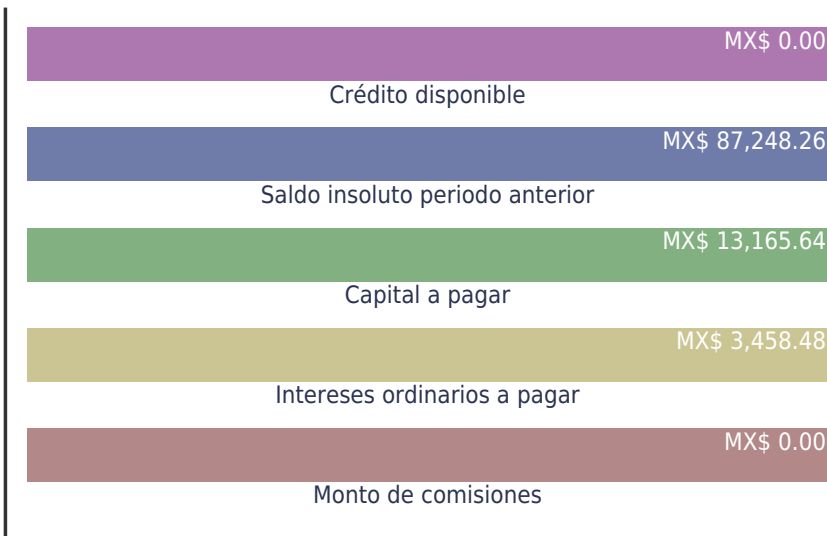 MX$ 0.00
Crédito disponible
MX$ 87,248.26
Saldo insoluto periodo anterior
MX$ 13,165.64
Capital a pagar
MX$ 3,458.48
Intereses ordinarios a pagar
MX$ 0.00
Monto de comisiones